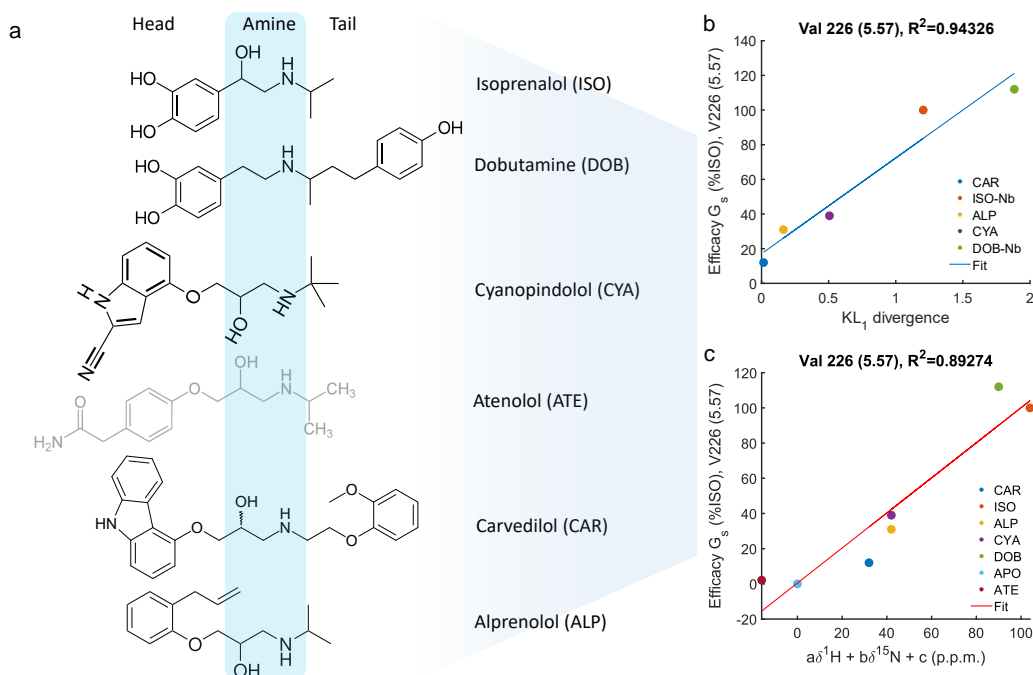 a
Head Amine Tail
OH
HO
H
N
HO
Isoprenalol (ISO)
OH
H
N
HO
HO
Dobutamine (DOB)
H
N
O
HN
HO
N
Cyanopindolol (CYA)
OH
H
N
CH3
O
O
CH3
H2N
Atenolol (ATE)
OH
H
N
O
HN
O
O
Carvedilol (CAR)
O
N
H
OH
Alprenolol (ALP)
b
Val 226 (5.57), R²=0.94326
Efficacy Gs (%ISO), V226 (5.57)
140
120
100
80
60
40
20
0
CAR
ISO-Nb
ALP
CYA
DOB-Nb
Fit
0 0.5 1 1.5 2
KL1 divergence
c
Val 226 (5.57), R²=0.89274
Efficacy Gs (%ISO), V226 (5.57)
120
100
80
60
40
20
0
-20
CAR
ISO
ALP
CYA
DOB
APO
ATE
Fit
0 20 40 60 80 100
aδ¹H + bδ¹⁵N + c (p.p.m.)